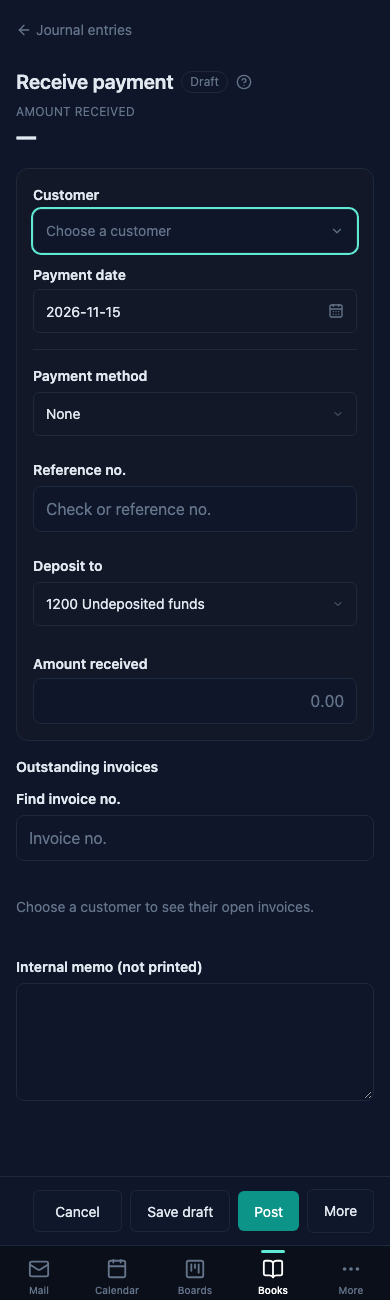 Journal entries
Receive payment Draft
AMOUNT RECEIVED
Customer
Choose a customer
Payment date
2026-11-15
Payment method
None
Reference no.
Check or reference no.
Deposit to
1200 Undeposited funds
Amount received
0.00
Outstanding invoices
Find invoice no.
Invoice no.
Choose a customer to see their open invoices.
Internal memo (not printed)
Cancel Save draft Post More
Mail Calendar Boards Books More